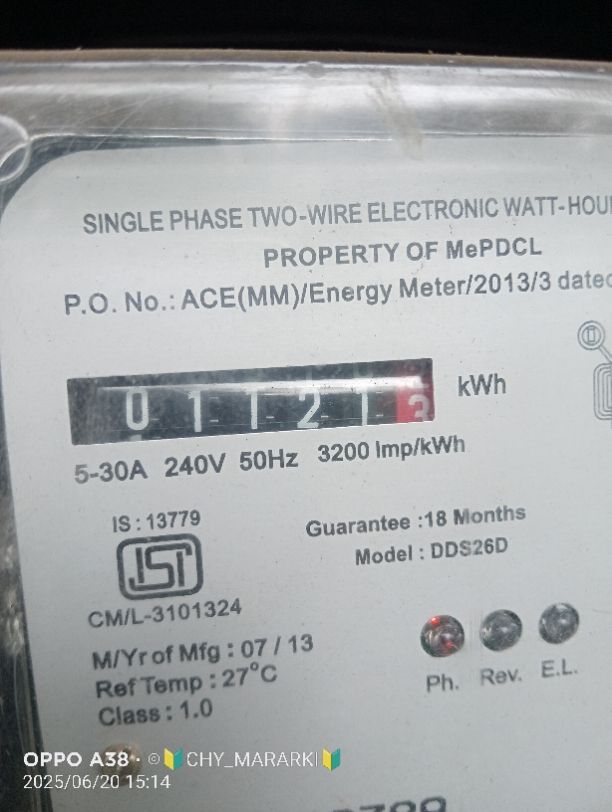 SINGLE PHASE TWO-WIRE ELECTRONIC WATT-HOU
PROPERTY OF MePDCL
P.O. No.: ACE(MM)/Energy Meter/2013/3 dated
0 1 1 2 1 3 kWh
5-30A 240V 50Hz 3200 Imp/kWh
IS : 13779
Guarantee :18 Months
ISI
Model : DDS26D
CM/L-3101324
M/Yr of Mfg : 07 / 13
Ref Temp : 27°C
Class : 1.0
Ph. Rev. E.L.
OPPO A38 · © 🔰CHY_MARARKI🔰
2025/06/20 15:14